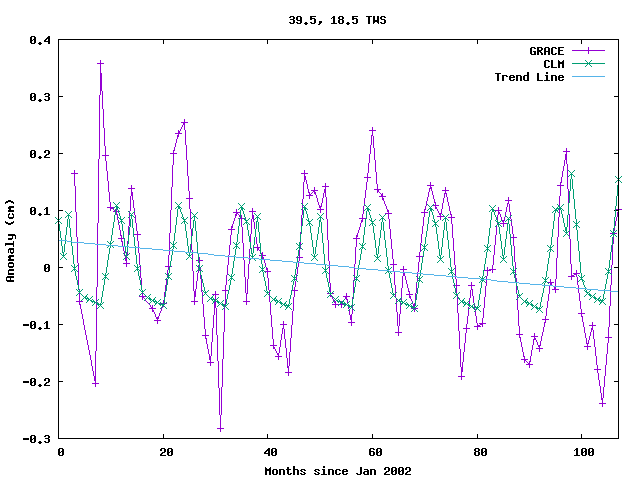 39.5, 18.5 TWS
GRACE
CLM
Trend Line
Anomaly (cm)
0.4
0.3
0.2
0.1
0
-0.1
-0.2
-0.3
0 20 40 60 80 100
Months since Jan 2002